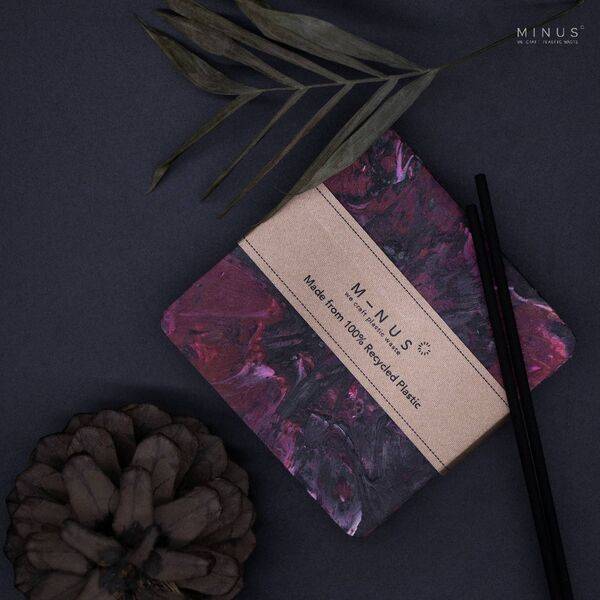 MINUS
WE CRAFT PLASTIC WASTE
M–NUS
we craft plastic waste
Made from 100% Recycled Plastic